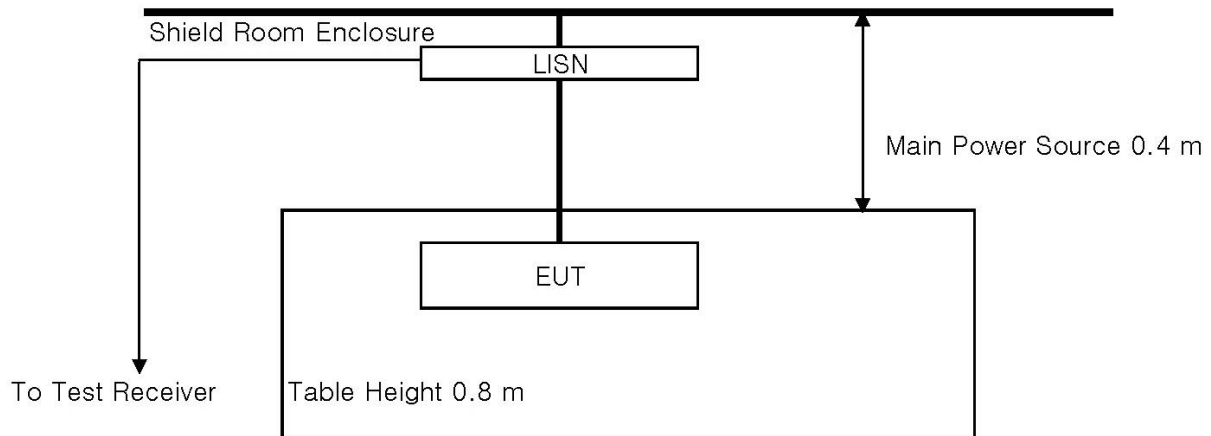 Shield Room Enclosure
LISN
Main Power Source 0.4 m
EUT
To Test Receiver
Table Height 0.8 m